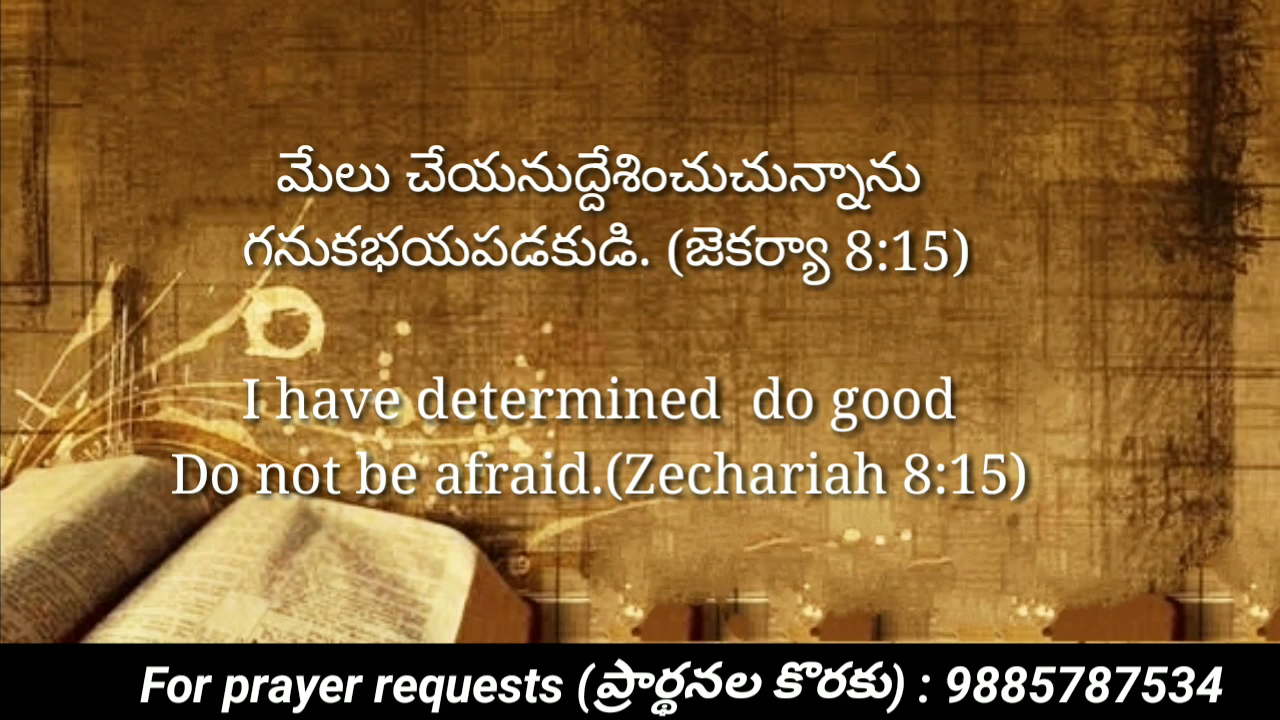 మేలు చేయనుద్దేశించుచున్నాను
గనుకభయపడకుడి. (జెకర్యా 8:15)
I have determined  do good
Do not be afraid.(Zechariah 8:15)
For prayer requests (ప్రార్థనల కొరకు) : 9885787534